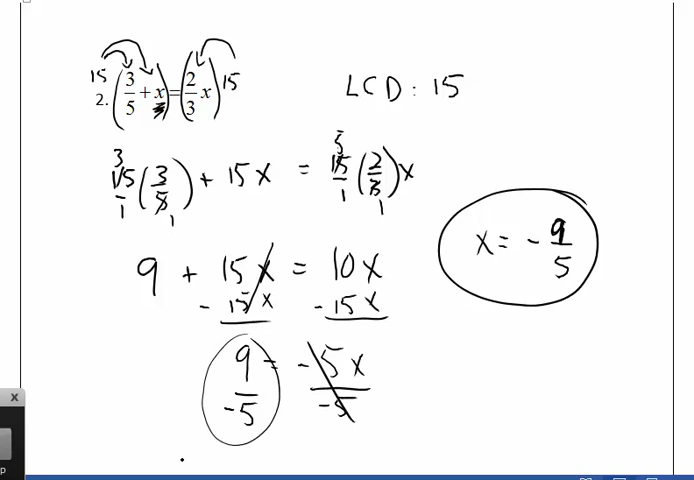 15 (3/5 + x) = (2/3 x) 15
2.
LCD : 15
3 5
15/1 (3/5) + 15x = 15/1 (2/3) x
1 1
x = - 9/5
9 + 15x = 10x
- 15x - 15x
9/-5 = -5x/-5
x
p